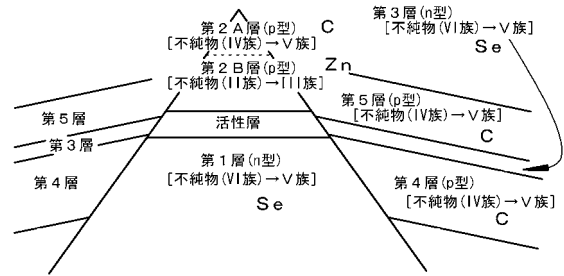 第2A層(p型) C
[不純物(IV族)→V族]
第2B層(p型) Zn
[不純物(II族)→III族]
第3層(n型)
[不純物(VI族)→V族]
Se
第5層
第3層
第4層
活性層
第1層(n型)
[不純物(VI族)→V族]
Se
第5層(p型)
[不純物(IV族)→V族]
C
第4層(p型)
[不純物(IV族)→V族]
C